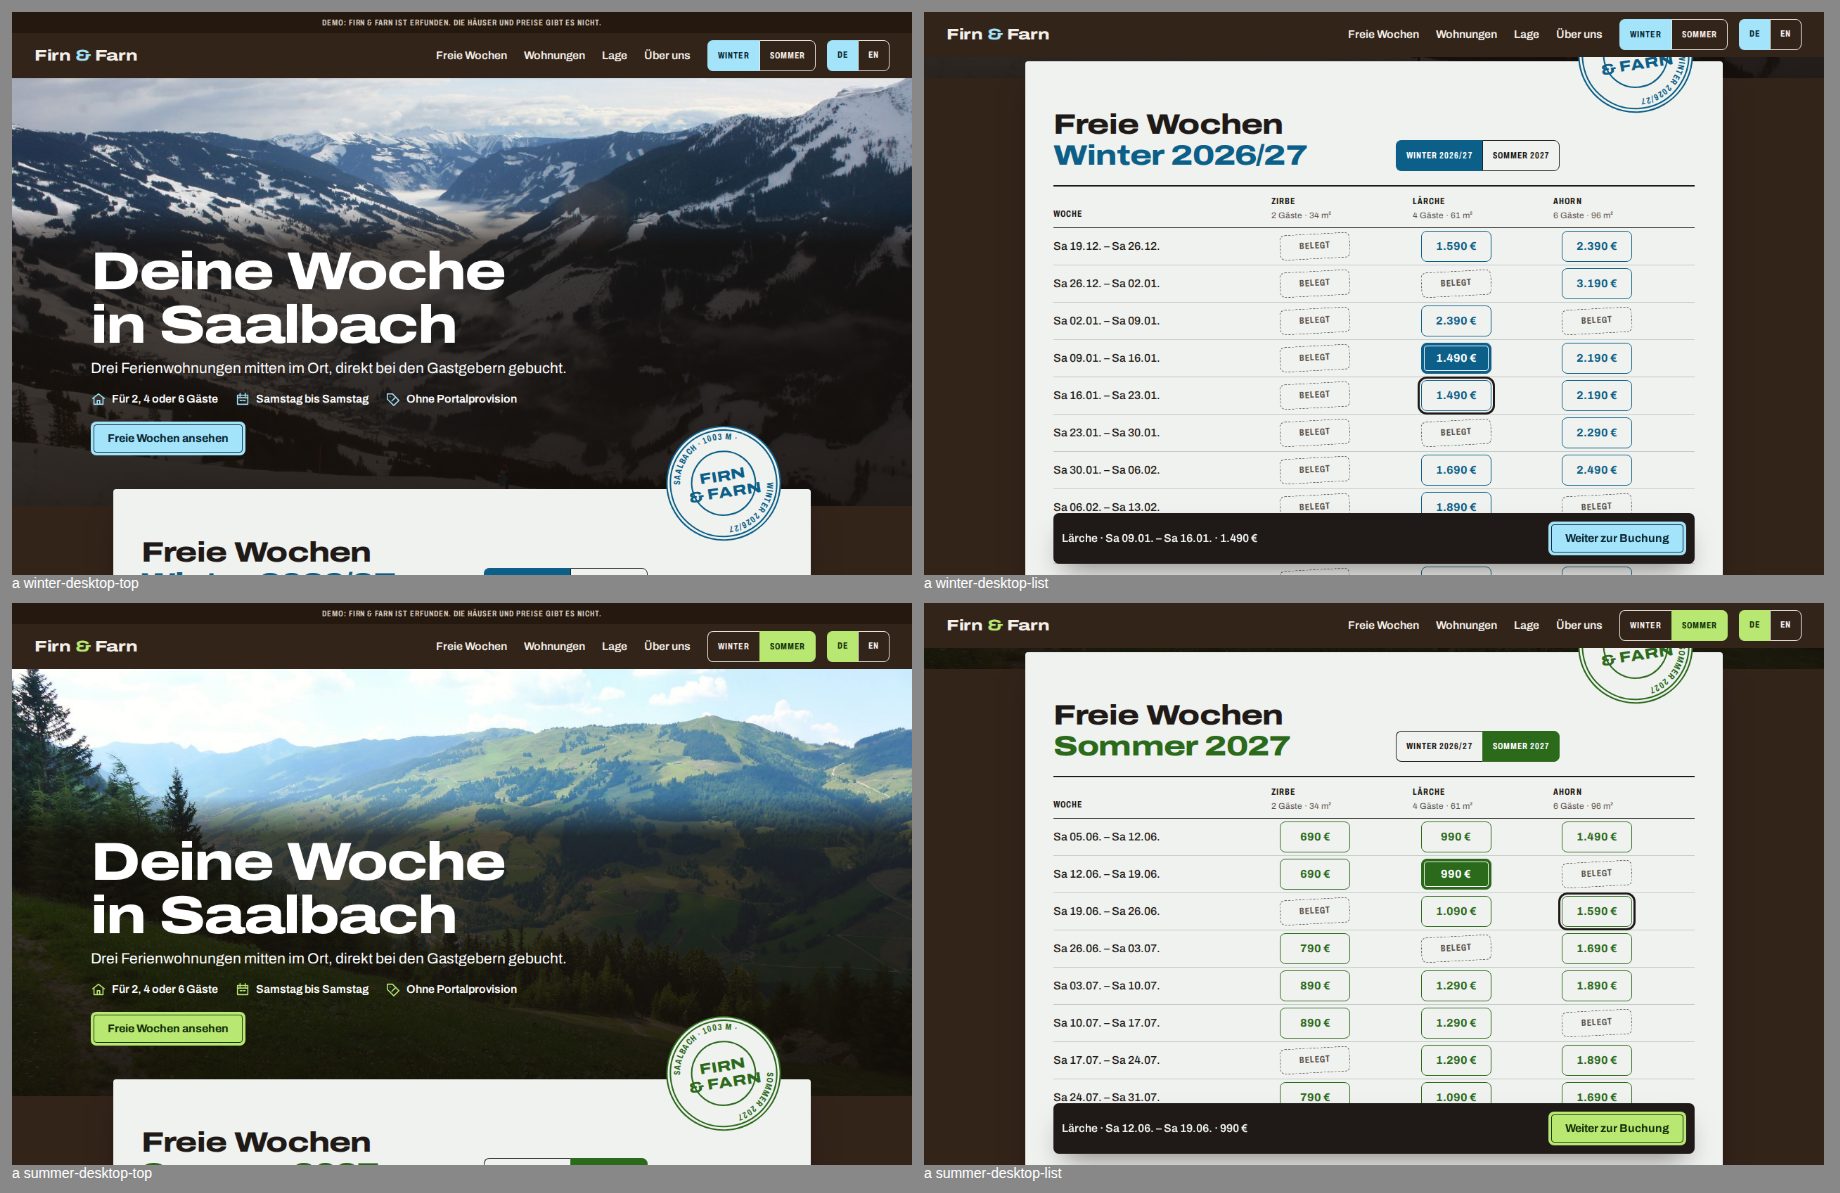 DEMO: FIRN & FARN IST ERFUNDEN. DIE HÄUSER UND PREISE GIBT ES NICHT.
Firn & Farn
Freie Wochen Wohnungen Lage Über uns WINTER SOMMER DE EN
Deine Woche
in Saalbach
Drei Ferienwohnungen mitten im Ort, direkt bei den Gastgebern gebucht.
Für 2, 4 oder 6 Gäste Samstag bis Samstag Ohne Portalprovision
Freie Wochen ansehen
SAALBACH · 1003 M ·
FIRN
& FARN
WINTER 2026/27
Freie Wochen
a winter-desktop-top
Firn & Farn
Freie Wochen Wohnungen Lage Über uns WINTER SOMMER DE EN
& FARN
WINTER 2026/27
Freie Wochen
Winter 2026/27
WINTER 2026/27 SOMMER 2027
WOCHE ZIRBE LÄRCHE AHORN
2 Gäste · 34 m² 4 Gäste · 61 m² 6 Gäste · 96 m²
Sa 19.12. – Sa 26.12. BELEGT 1.590 € 2.390 €
Sa 26.12. – Sa 02.01. BELEGT BELEGT 3.190 €
Sa 02.01. – Sa 09.01. BELEGT 2.390 € BELEGT
Sa 09.01. – Sa 16.01. BELEGT 1.490 € 2.190 €
Sa 16.01. – Sa 23.01. BELEGT 1.490 € 2.190 €
Sa 23.01. – Sa 30.01. BELEGT BELEGT 2.290 €
Sa 30.01. – Sa 06.02. BELEGT 1.690 € 2.490 €
Sa 06.02. – Sa 13.02. BELEGT 1.890 € BELEGT
Lärche · Sa 09.01. – Sa 16.01. · 1.490 € Weiter zur Buchung
a winter-desktop-list
DEMO: FIRN & FARN IST ERFUNDEN. DIE HÄUSER UND PREISE GIBT ES NICHT.
Firn & Farn
Freie Wochen Wohnungen Lage Über uns WINTER SOMMER DE EN
Deine Woche
in Saalbach
Drei Ferienwohnungen mitten im Ort, direkt bei den Gastgebern gebucht.
Für 2, 4 oder 6 Gäste Samstag bis Samstag Ohne Portalprovision
Freie Wochen ansehen
SAALBACH · 1003 M ·
FIRN
& FARN
SOMMER 2027
Freie Wochen
a summer-desktop-top
Firn & Farn
Freie Wochen Wohnungen Lage Über uns WINTER SOMMER DE EN
& FARN
SOMMER 2027
Freie Wochen
Sommer 2027
WINTER 2026/27 SOMMER 2027
WOCHE ZIRBE LÄRCHE AHORN
2 Gäste · 34 m² 4 Gäste · 61 m² 6 Gäste · 96 m²
Sa 05.06. – Sa 12.06. 690 € 990 € 1.490 €
Sa 12.06. – Sa 19.06. 690 € 990 € BELEGT
Sa 19.06. – Sa 26.06. BELEGT 1.090 € 1.590 €
Sa 26.06. – Sa 03.07. 790 € BELEGT 1.690 €
Sa 03.07. – Sa 10.07. 890 € 1.290 € 1.890 €
Sa 10.07. – Sa 17.07. 890 € 1.290 € BELEGT
Sa 17.07. – Sa 24.07. BELEGT 1.290 € 1.890 €
Sa 24.07. – Sa 31.07. 790 € 1.090 € 1.690 €
Lärche · Sa 12.06. – Sa 19.06. · 990 € Weiter zur Buchung
a summer-desktop-list